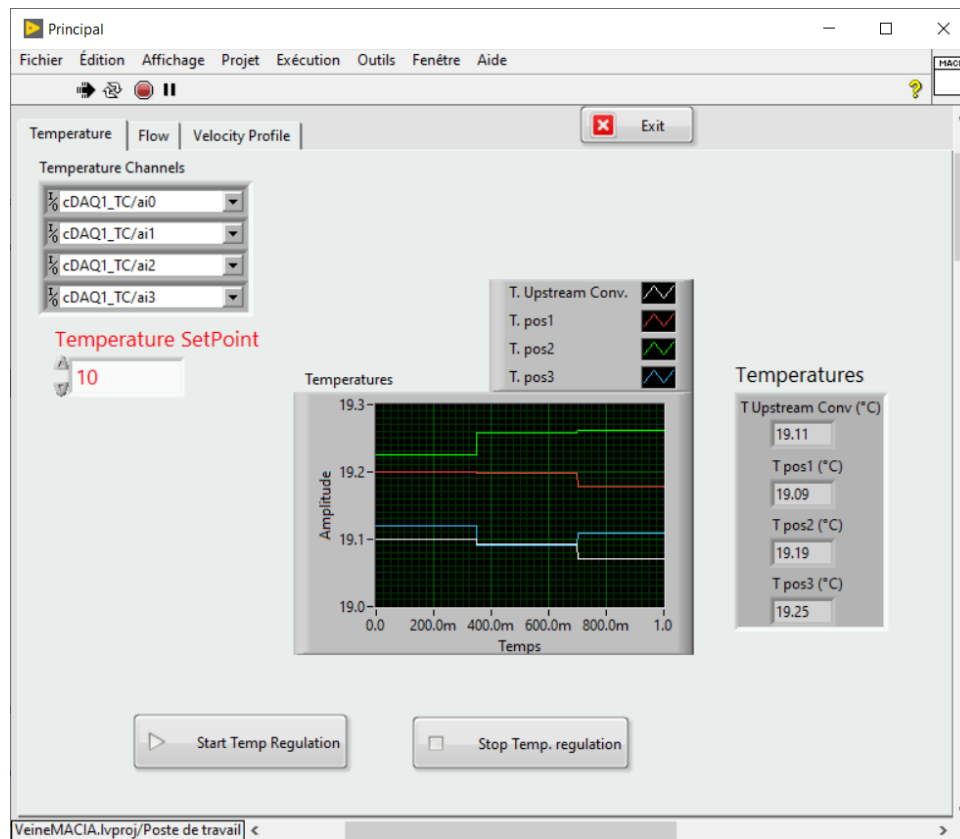 Principal
Fichier Édition Affichage Projet Exécution Outils Fenêtre Aide
Temperature Flow Velocity Profile
Exit
Temperature Channels
cDAQ1_TC/ai0
cDAQ1_TC/ai1
cDAQ1_TC/ai2
cDAQ1_TC/ai3
Temperature SetPoint
10
T. Upstream Conv.
T. pos1
T. pos2
T. pos3
Temperatures
Amplitude
19.3
19.2
19.1
19.0
0.0 200.0m 400.0m 600.0m 800.0m 1.0
Temps
Temperatures
T Upstream Conv (°C)
19.11
T pos1 (°C)
19.09
T pos2 (°C)
19.19
T pos3 (°C)
19.25
Start Temp Regulation
Stop Temp. regulation
VeineMACIA.lvproj/Poste de travail